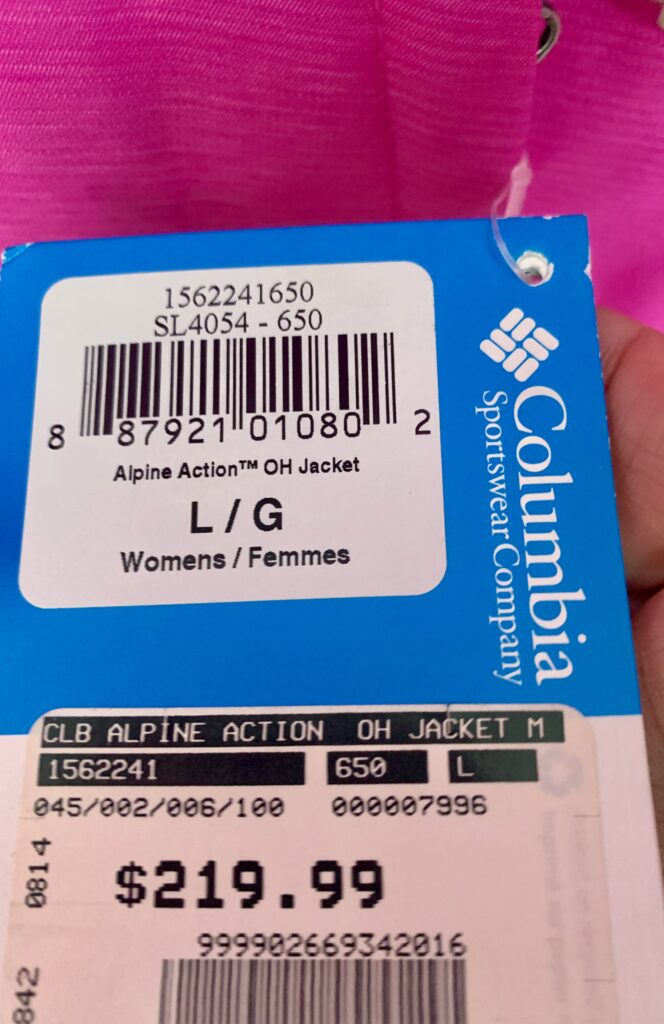 1562241650
SL4054 - 650
8 87921 01080 2
Alpine Action™ OH Jacket
L / G
Womens / Femmes
Columbia
Sportswear Company
CLB ALPINE ACTION OH JACKET M
1562241 650 L
045/002/006/100 000007996
0814
$219.99
999902669342016
842